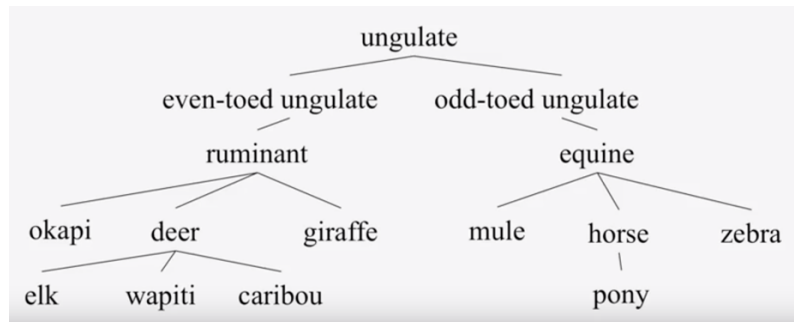 ungulate
even-toed ungulate odd-toed ungulate
ruminant equine
okapi deer giraffe mule horse zebra
elk wapiti caribou pony